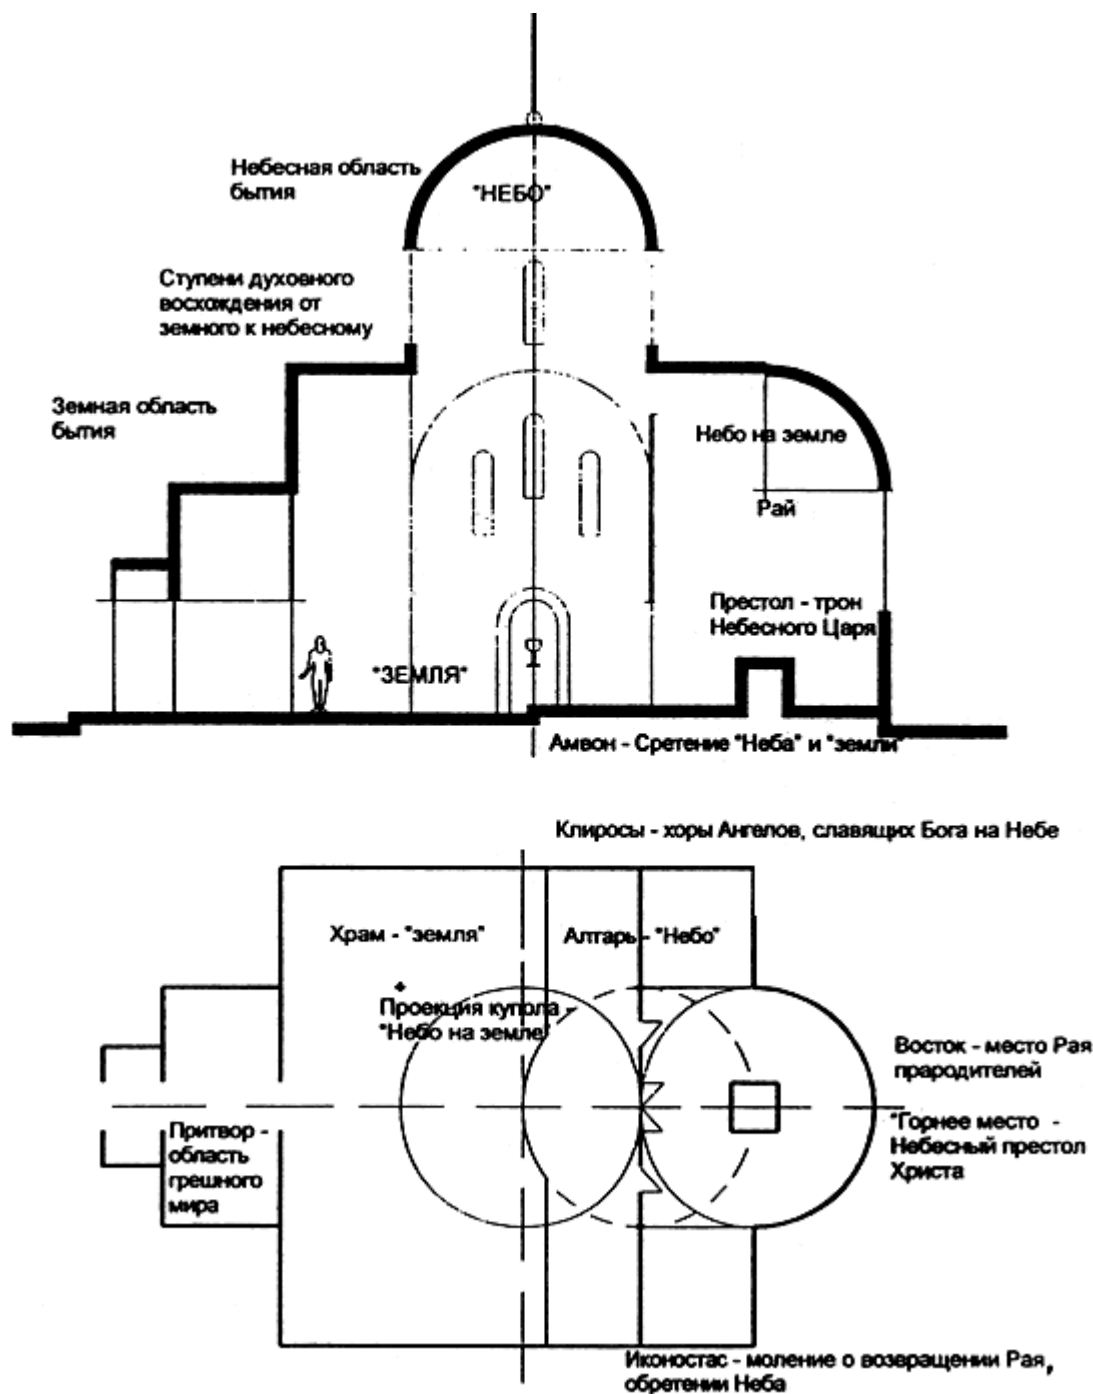 Небесная область
бытия
"НЕБО"
Ступени духовного
восхождения от
земного к небесному
Земная область
бытия
Небо на земле
Рай
Престол - трон
Небесного Царя
"ЗЕМЛЯ"
Амвон - Сретение "Неба" и "земли"
Клиросы - хоры Ангелов, славящих Бога на Небе
Храм - "земля"
Алтарь - "Небо"
Проекция купола -
"Небо на земле"
Восток - место Рая
прародителей
"Горнее место -
Небесный престол
Христа
Притвор -
область
грешного
мира
Иконостас - моление о возвращении Рая,
обретении Неба